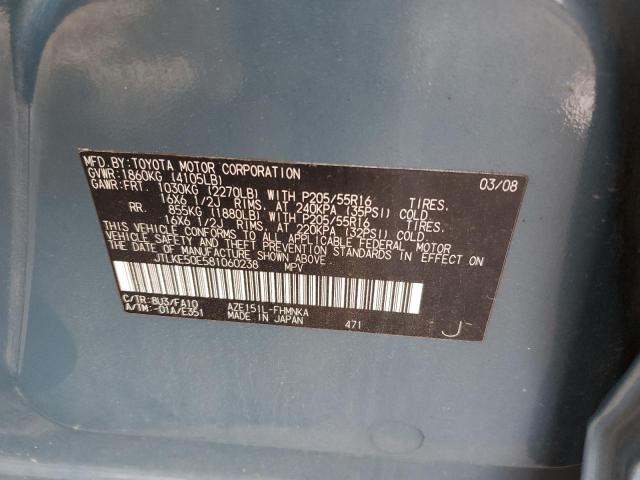 MFD.BY:TOYOTA MOTOR CORPORATION 03/08
GVWR:1860KG (4105LB)
GAWR:FRT. 1030KG (2270LB) WITH P205/55R16 TIRES.
16X6 1/2J RIMS. AT 240KPA (35PSI) COLD
RR. 855KG (1880LB) WITH P205/55R16 TIRES.
16X6 1/2J RIMS. AT 220KPA (32PSI) COLD
THIS VEHICLE CONFORMS TO ALL APPLICABLE FEDERAL MOTOR
VEHICLE SAFETY AND THEFT PREVENTION STANDARDS IN EFFECT
ON THE DATE OF MANUFACTURE SHOWN ABOVE.
JTLKE50E581060238 MPV
C/TR:8U3/FA10 AZE151L-FHMNKA
A/TM:-01A/E351 MADE IN JAPAN 471 J